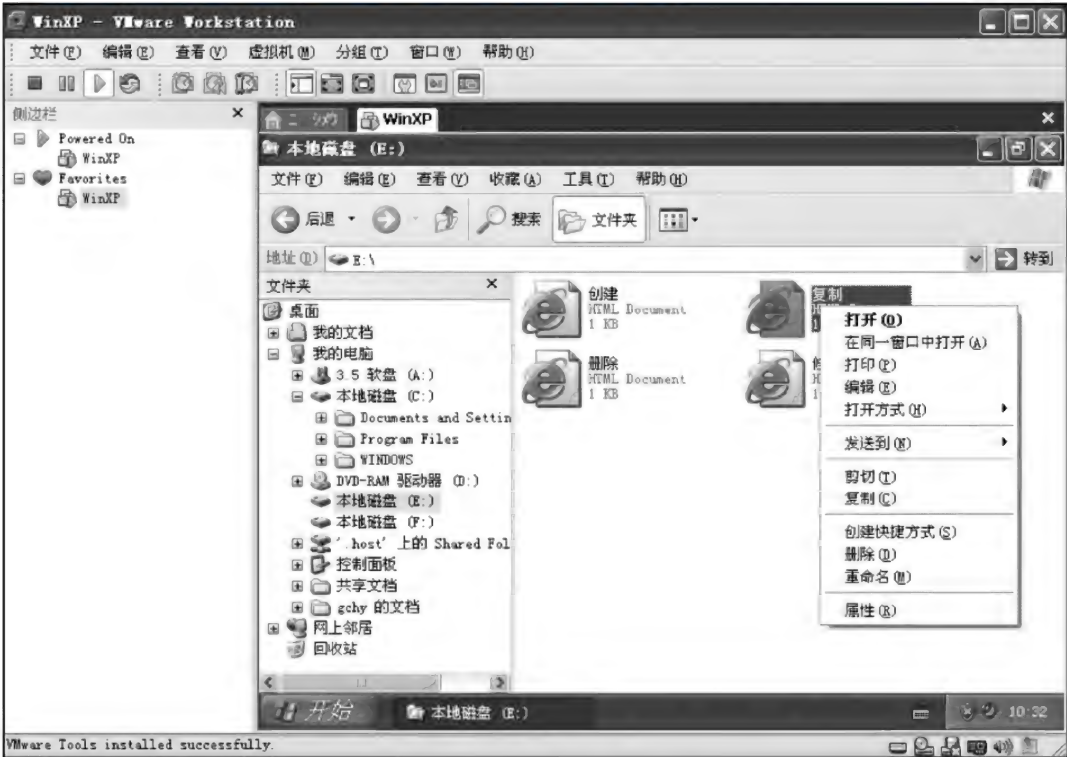 WinXP - VMware Workstation
文件(F) 编辑(E) 查看(V) 虚拟机(M) 分组(T) 窗口(W) 帮助(H)
侧边栏
Powered On
WinXP
Favorites
WinXP
WinXP
本地磁盘 (E:)
文件(F) 编辑(E) 查看(V) 收藏(A) 工具(T) 帮助(H)
后退 搜索 文件夹
地址(D) E:\ 转到
文件夹
桌面
我的文档
我的电脑
3.5 软盘 (A:)
本地磁盘 (C:)
Documents and Settin
Program Files
WINDOWS
DVD-RAM 驱动器 (D:)
本地磁盘 (E:)
本地磁盘 (F:)
'.host' 上的 Shared Fol
控制面板
共享文档
gchy 的文档
网上邻居
回收站
创建
HTML Document
1 KB
复制
删除
HTML Document
1 KB
打开(O)
在同一窗口中打开(A)
打印(P)
编辑(E)
打开方式(H)
发送到(N)
剪切(T)
复制(C)
创建快捷方式(S)
删除(D)
重命名(M)
属性(R)
开始 本地磁盘 (E:) 10:32
VMware Tools installed successfully.